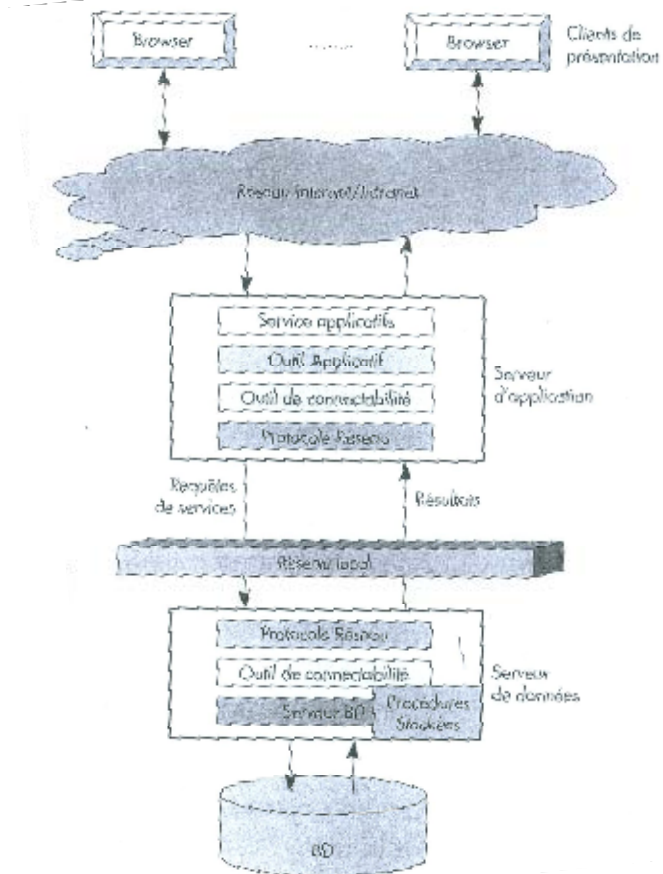 Browser
........
Browser
Clients de
présentation
Réseau Internet/Intranet
Service applicatifs
Outil Applicatif
Outil de connectabilité
Protocole Réseau
Serveur
d'application
Requêtes
de services
Résultats
Réseau local
Protocole Réseau
Outil de connectabilité
Serveur BD
Procédures
Stockées
Serveur
de données
BD